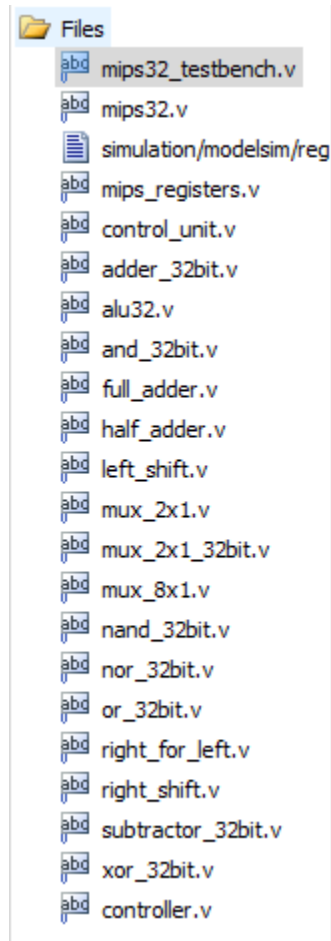 Files
mips32_testbench.v
mips32.v
simulation/modelsim/reg
mips_registers.v
control_unit.v
adder_32bit.v
alu32.v
and_32bit.v
full_adder.v
half_adder.v
left_shift.v
mux_2x1.v
mux_2x1_32bit.v
mux_8x1.v
nand_32bit.v
nor_32bit.v
or_32bit.v
right_for_left.v
right_shift.v
subtractor_32bit.v
xor_32bit.v
controller.v